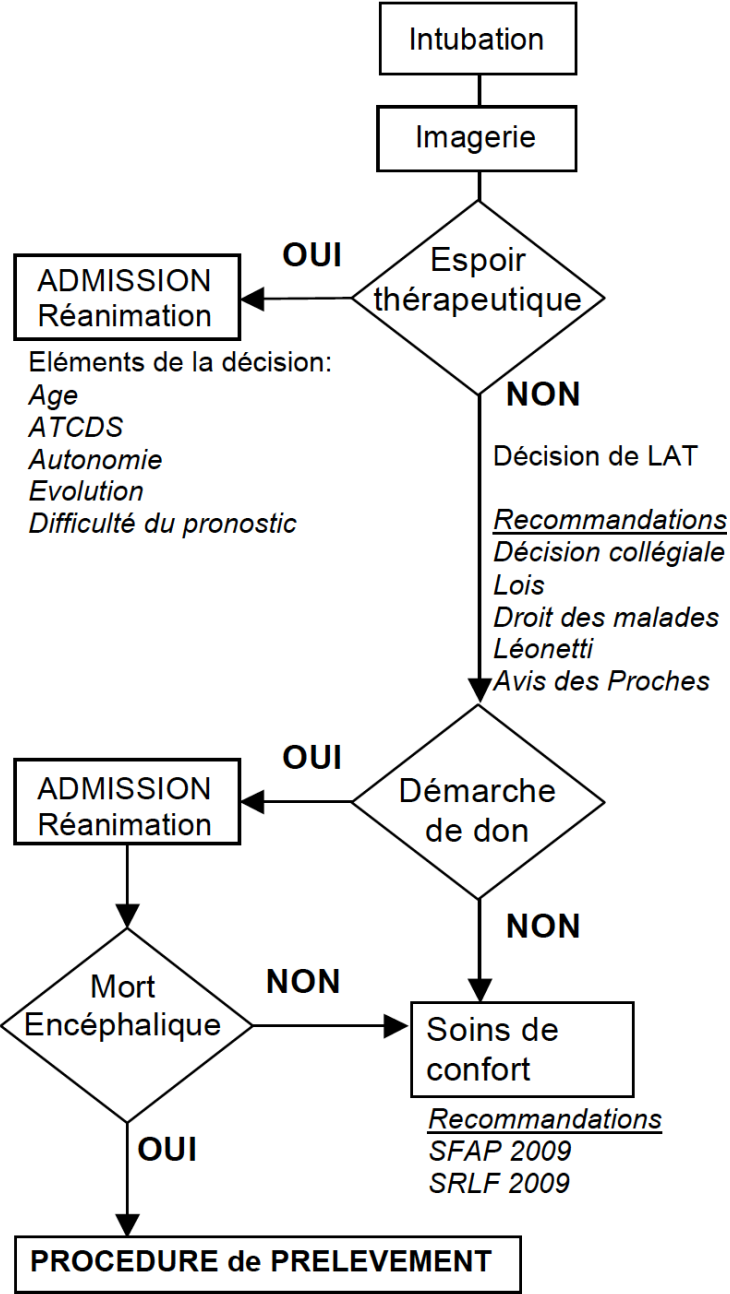 Intubation
Imagerie
OUI
Espoir
thérapeutique
ADMISSION
Réanimation
Eléments de la décision:
Age
ATCDS
Autonomie
Evolution
Difficulté du pronostic
NON
Décision de LAT
Recommandations
Décision collégiale
Lois
Droit des malades
Léonetti
Avis des Proches
OUI
Démarche
de don
ADMISSION
Réanimation
NON
Mort
Encéphalique
NON
Soins de
confort
Recommandations
SFAP 2009
SRLF 2009
OUI
PROCEDURE de PRELEVEMENT